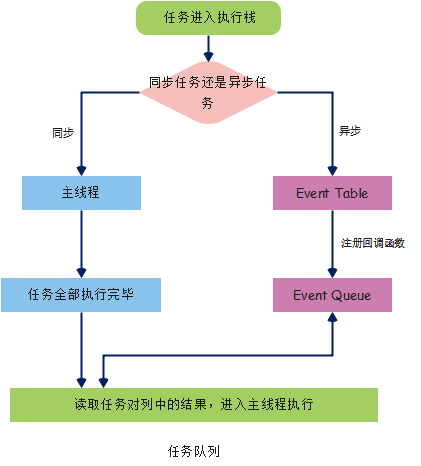 任务进入执行栈
同步任务还是异步任
务
同步
异步
主线程
Event Table
注册回调函数
任务全部执行完毕
Event Queue
读取任务对列中的结果，进入主线程执行
任务队列